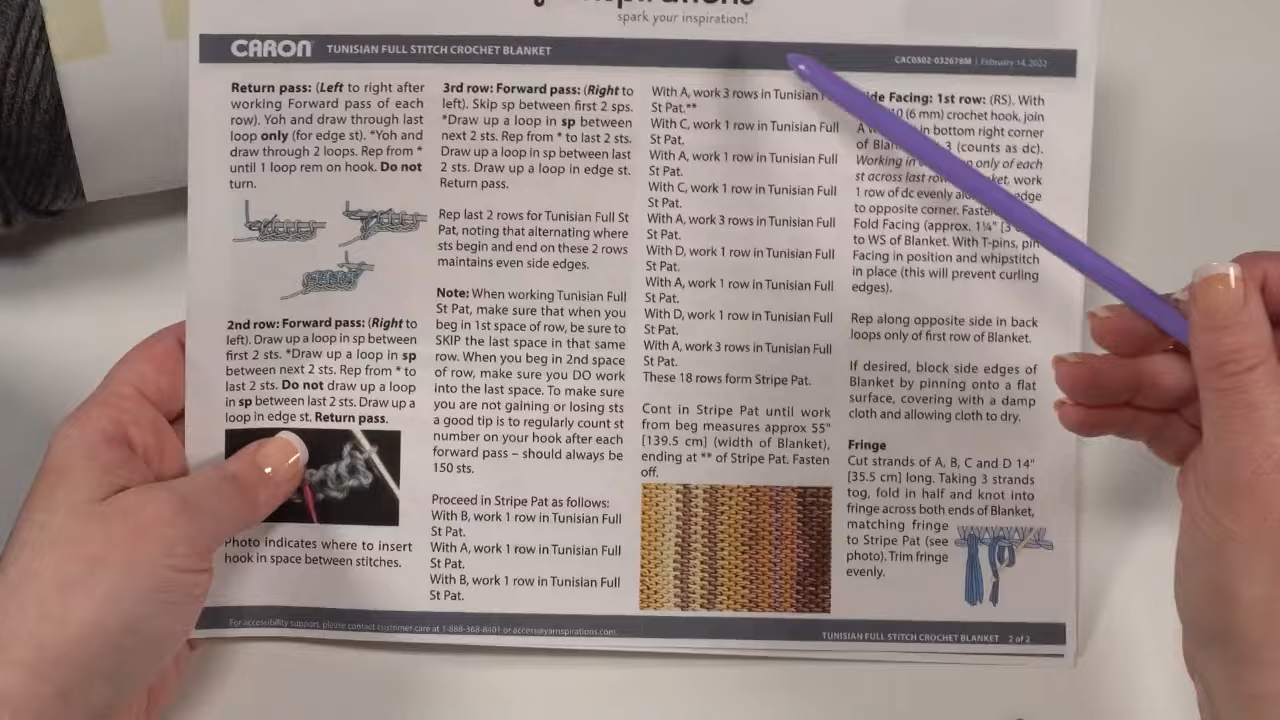 spark your inspiration!
CARON TUNISIAN FULL STITCH CROCHET BLANKET
CAC0502-032678M | February 14, 2022
Return pass: (Left to right after
working Forward pass of each
row). Yoh and draw through last
loop only (for edge st). *Yoh and
draw through 2 loops. Rep from *
until 1 loop rem on hook. Do not
turn.
2nd row: Forward pass: (Right to
left). Draw up a loop in sp between
first 2 sts. *Draw up a loop in sp
between next 2 sts. Rep from * to
last 2 sts. Do not draw up a loop
in sp between last 2 sts. Draw up a
loop in edge st. Return pass.
Photo indicates where to insert
hook in space between stitches.
3rd row: Forward pass: (Right to
left). Skip sp between first 2 sps.
*Draw up a loop in sp between
next 2 sts. Rep from * to last 2 sts.
Draw up a loop in sp between last
2 sts. Draw up a loop in edge st.
Return pass.
Rep last 2 rows for Tunisian Full St
Pat, noting that alternating where
sts begin and end on these 2 rows
maintains even side edges.
Note: When working Tunisian Full
St Pat, make sure that when you
beg in 1st space of row, be sure to
SKIP the last space in that same
row. When you beg in 2nd space
of row, make sure you DO work
into the last space. To make sure
you are not gaining or losing sts
a good tip is to regularly count st
number on your hook after each
forward pass – should always be
150 sts.
Proceed in Stripe Pat as follows:
With B, work 1 row in Tunisian Full
St Pat.
With A, work 1 row in Tunisian Full
St Pat.
With B, work 1 row in Tunisian Full
St Pat.
With A, work 3 rows in Tunisian
St Pat.**
With C, work 1 row in Tunisian Full
St Pat.
With A, work 1 row in Tunisian Full
St Pat.
With C, work 1 row in Tunisian Full
St Pat.
With A, work 3 rows in Tunisian Full
St Pat.
With D, work 1 row in Tunisian Full
St Pat.
With A, work 1 row in Tunisian Full
St Pat.
With D, work 1 row in Tunisian Full
St Pat.
With A, work 3 rows in Tunisian Full
St Pat.
These 18 rows form Stripe Pat.
Cont in Stripe Pat until work
from beg measures approx 55"
[139.5 cm] (width of Blanket),
ending at ** of Stripe Pat. Fasten
off.
Facing: 1st row: (RS). With
(6 mm) crochet hook, join
A in bottom right corner
of 3 (counts as dc).
Working in only of each
st across last work
1 row of dc evenly edge
to opposite corner.
Fold Facing (approx. 1¼"
to WS of Blanket. With T-pins, pin
Facing in position and whipstitch
in place (this will prevent curling
edges).
Rep along opposite side in back
loops only of first row of Blanket.
If desired, block side edges of
Blanket by pinning onto a flat
surface, covering with a damp
cloth and allowing cloth to dry.
Fringe
Cut strands of A, B, C and D 14"
[35.5 cm] long. Taking 3 strands
tog, fold in half and knot into
fringe across both ends of Blanket,
matching fringe
to Stripe Pat (see
photo). Trim fringe
evenly.
For accessibility support, please contact customer care at 1-888-368-8401 or access@yarnspirations.com.
TUNISIAN FULL STITCH CROCHET BLANKET 2 of 2